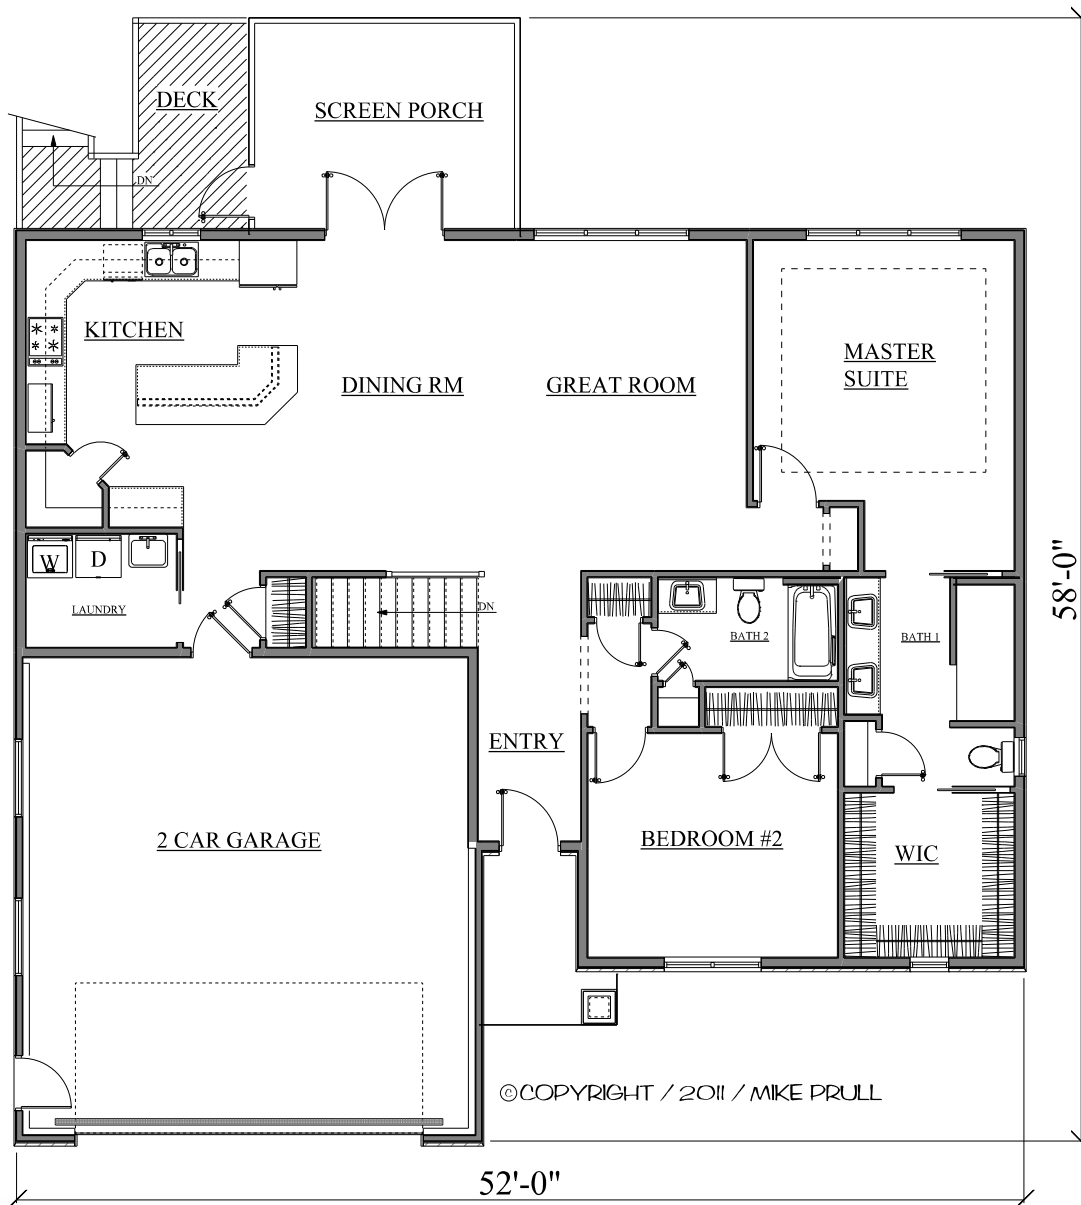 DECK
SCREEN PORCH
DN
KITCHEN
DINING RM
GREAT ROOM
MASTER
SUITE
W
D
LAUNDRY
DN
BATH 2
BATH 1
ENTRY
2 CAR GARAGE
BEDROOM #2
WIC
©COPYRIGHT / 2011 / MIKE PRULL
58'-0"
52'-0"